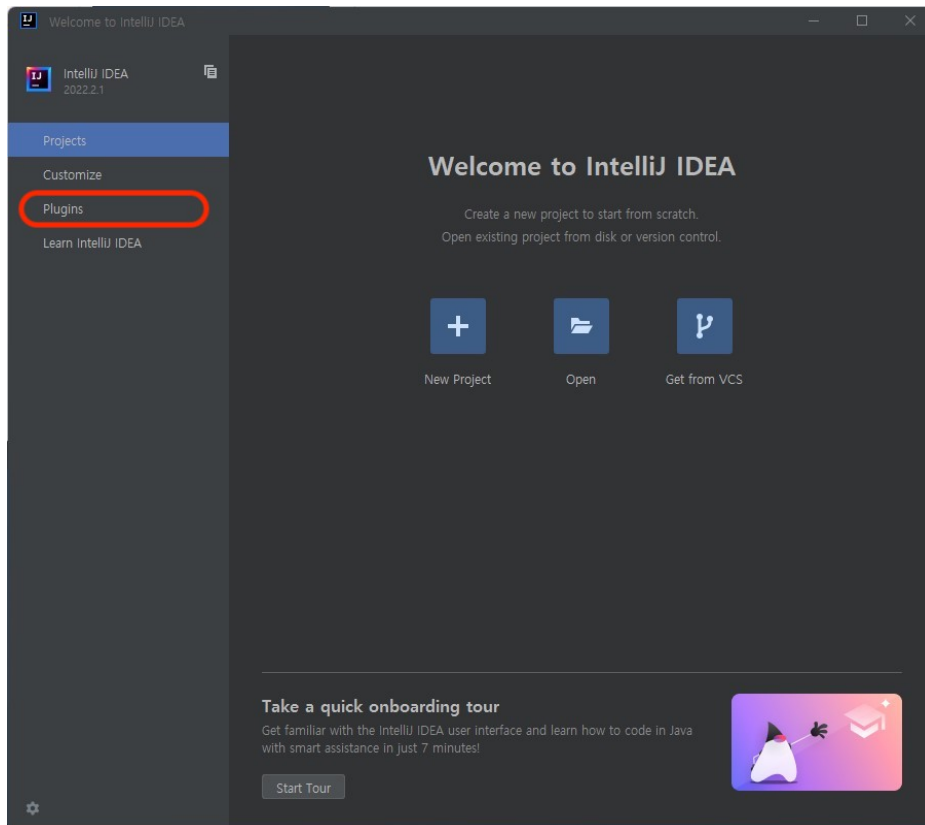 Welcome to IntelliJ IDEA
IntelliJ IDEA
2022.2.1
Projects
Customize
Plugins
Learn IntelliJ IDEA
Welcome to IntelliJ IDEA
Create a new project to start from scratch.
Open existing project from disk or version control.
New Project
Open
Get from VCS
Take a quick onboarding tour
Get familiar with the IntelliJ IDEA user interface and learn how to code in Java
with smart assistance in just 7 minutes!
Start Tour